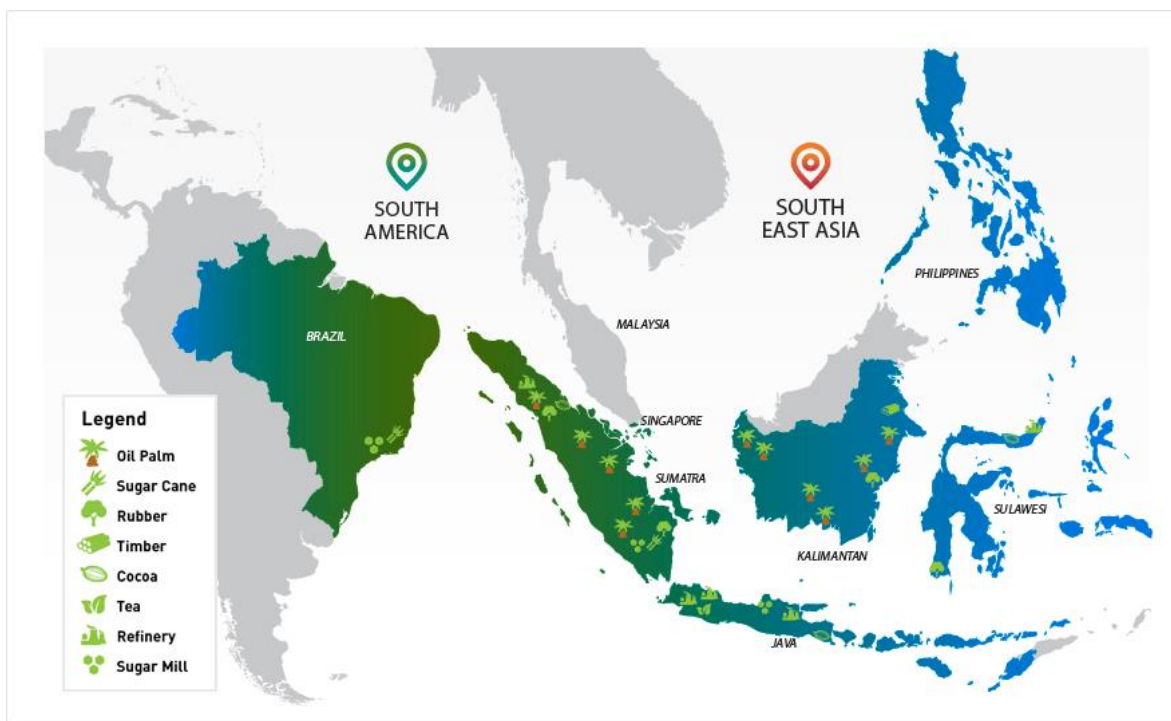 SOUTH
AMERICA
SOUTH
EAST ASIA
PHILIPPINES
MALAYSIA
BRAZIL
SINGAPORE
SUMATRA
SULAWESI
KALIMANTAN
JAVA
Legend
Oil Palm
Sugar Cane
Rubber
Timber
Cocoa
Tea
Refinery
Sugar Mill